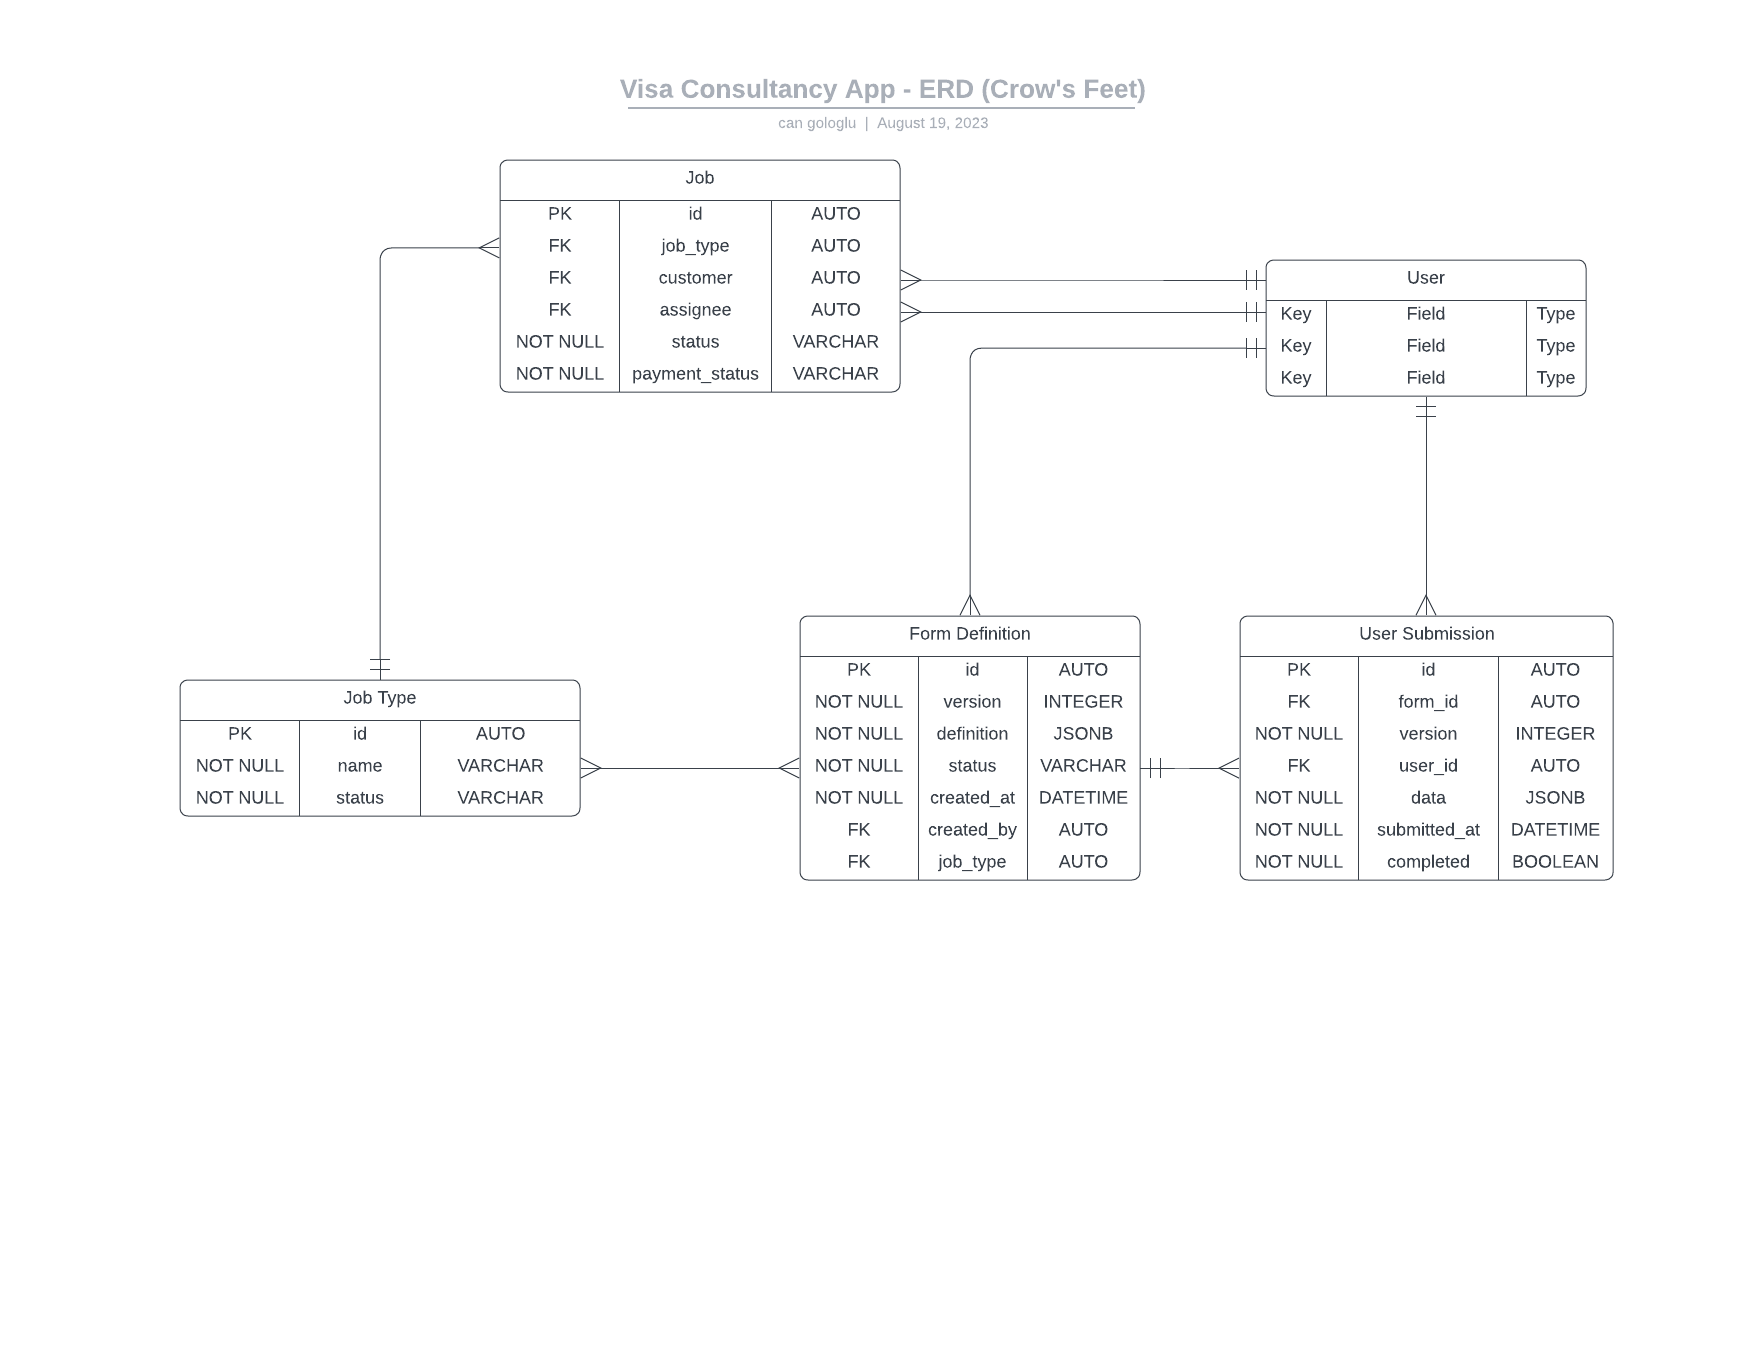 Visa Consultancy App - ERD (Crow's Feet)
can gologlu | August 19, 2023
Job
PK id AUTO
FK job_type AUTO
FK customer AUTO
FK assignee AUTO
NOT NULL status VARCHAR
NOT NULL payment_status VARCHAR
User
Key Field Type
Key Field Type
Key Field Type
Job Type
PK id AUTO
NOT NULL name VARCHAR
NOT NULL status VARCHAR
Form Definition
PK id AUTO
NOT NULL version INTEGER
NOT NULL definition JSONB
NOT NULL status VARCHAR
NOT NULL created_at DATETIME
FK created_by AUTO
FK job_type AUTO
User Submission
PK id AUTO
FK form_id AUTO
NOT NULL version INTEGER
FK user_id AUTO
NOT NULL data JSONB
NOT NULL submitted_at DATETIME
NOT NULL completed BOOLEAN